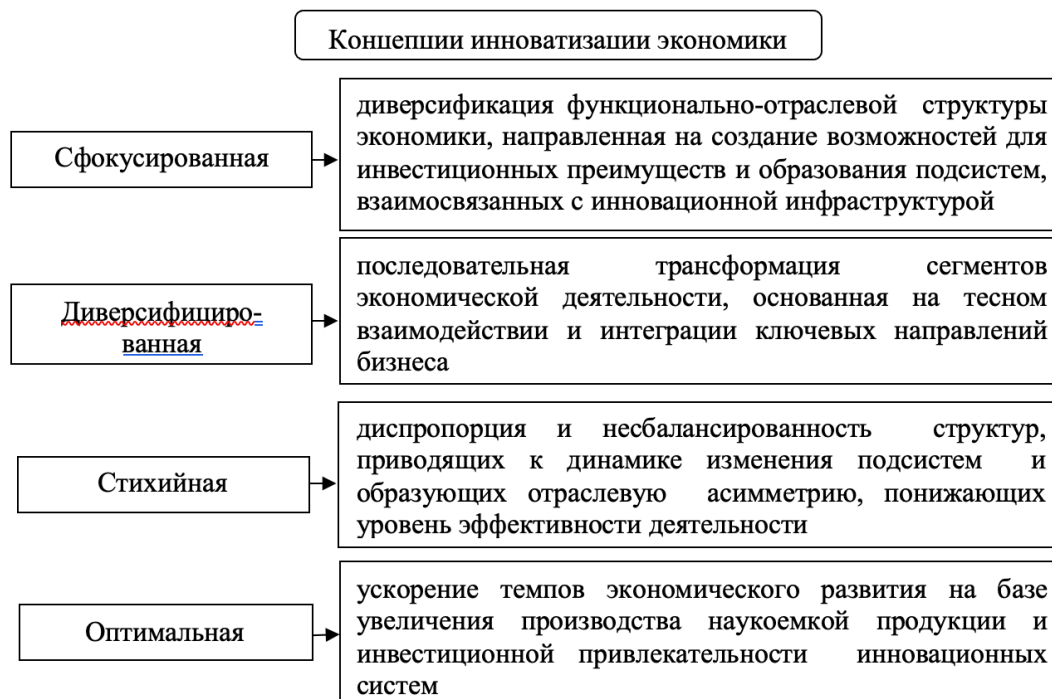 Концепции инноватизации экономики
Сфокусированная
диверсификация функционально-отраслевой структуры
экономики, направленная на создание возможностей для
инвестиционных преимуществ и образования подсистем,
взаимосвязанных с инновационной инфраструктурой
Диверсифициро-
ванная
последовательная трансформация сегментов
экономической деятельности, основанная на тесном
взаимодействии и интеграции ключевых направлений
бизнеса
Стихийная
диспропорция и несбалансированность структур,
приводящих к динамике изменения подсистем и
образующих отраслевую асимметрию, понижающих
уровень эффективности деятельности
Оптимальная
ускорение темпов экономического развития на базе
увеличения производства наукоемкой продукции и
инвестиционной привлекательности инновационных
систем